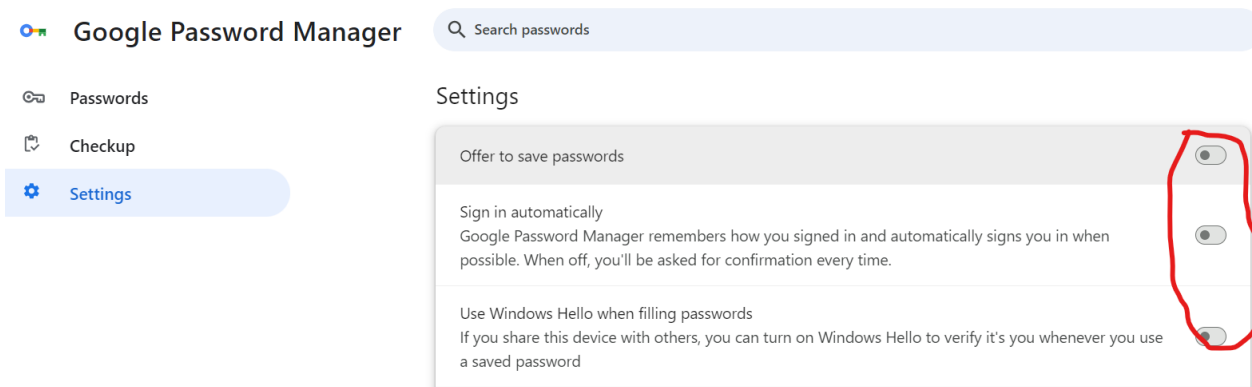 Google Password Manager
Search passwords
Passwords
Checkup
Settings
Settings
Offer to save passwords
Sign in automatically
Google Password Manager remembers how you signed in and automatically signs you in when
possible. When off, you'll be asked for confirmation every time.
Use Windows Hello when filling passwords
If you share this device with others, you can turn on Windows Hello to verify it's you whenever you use
a saved password